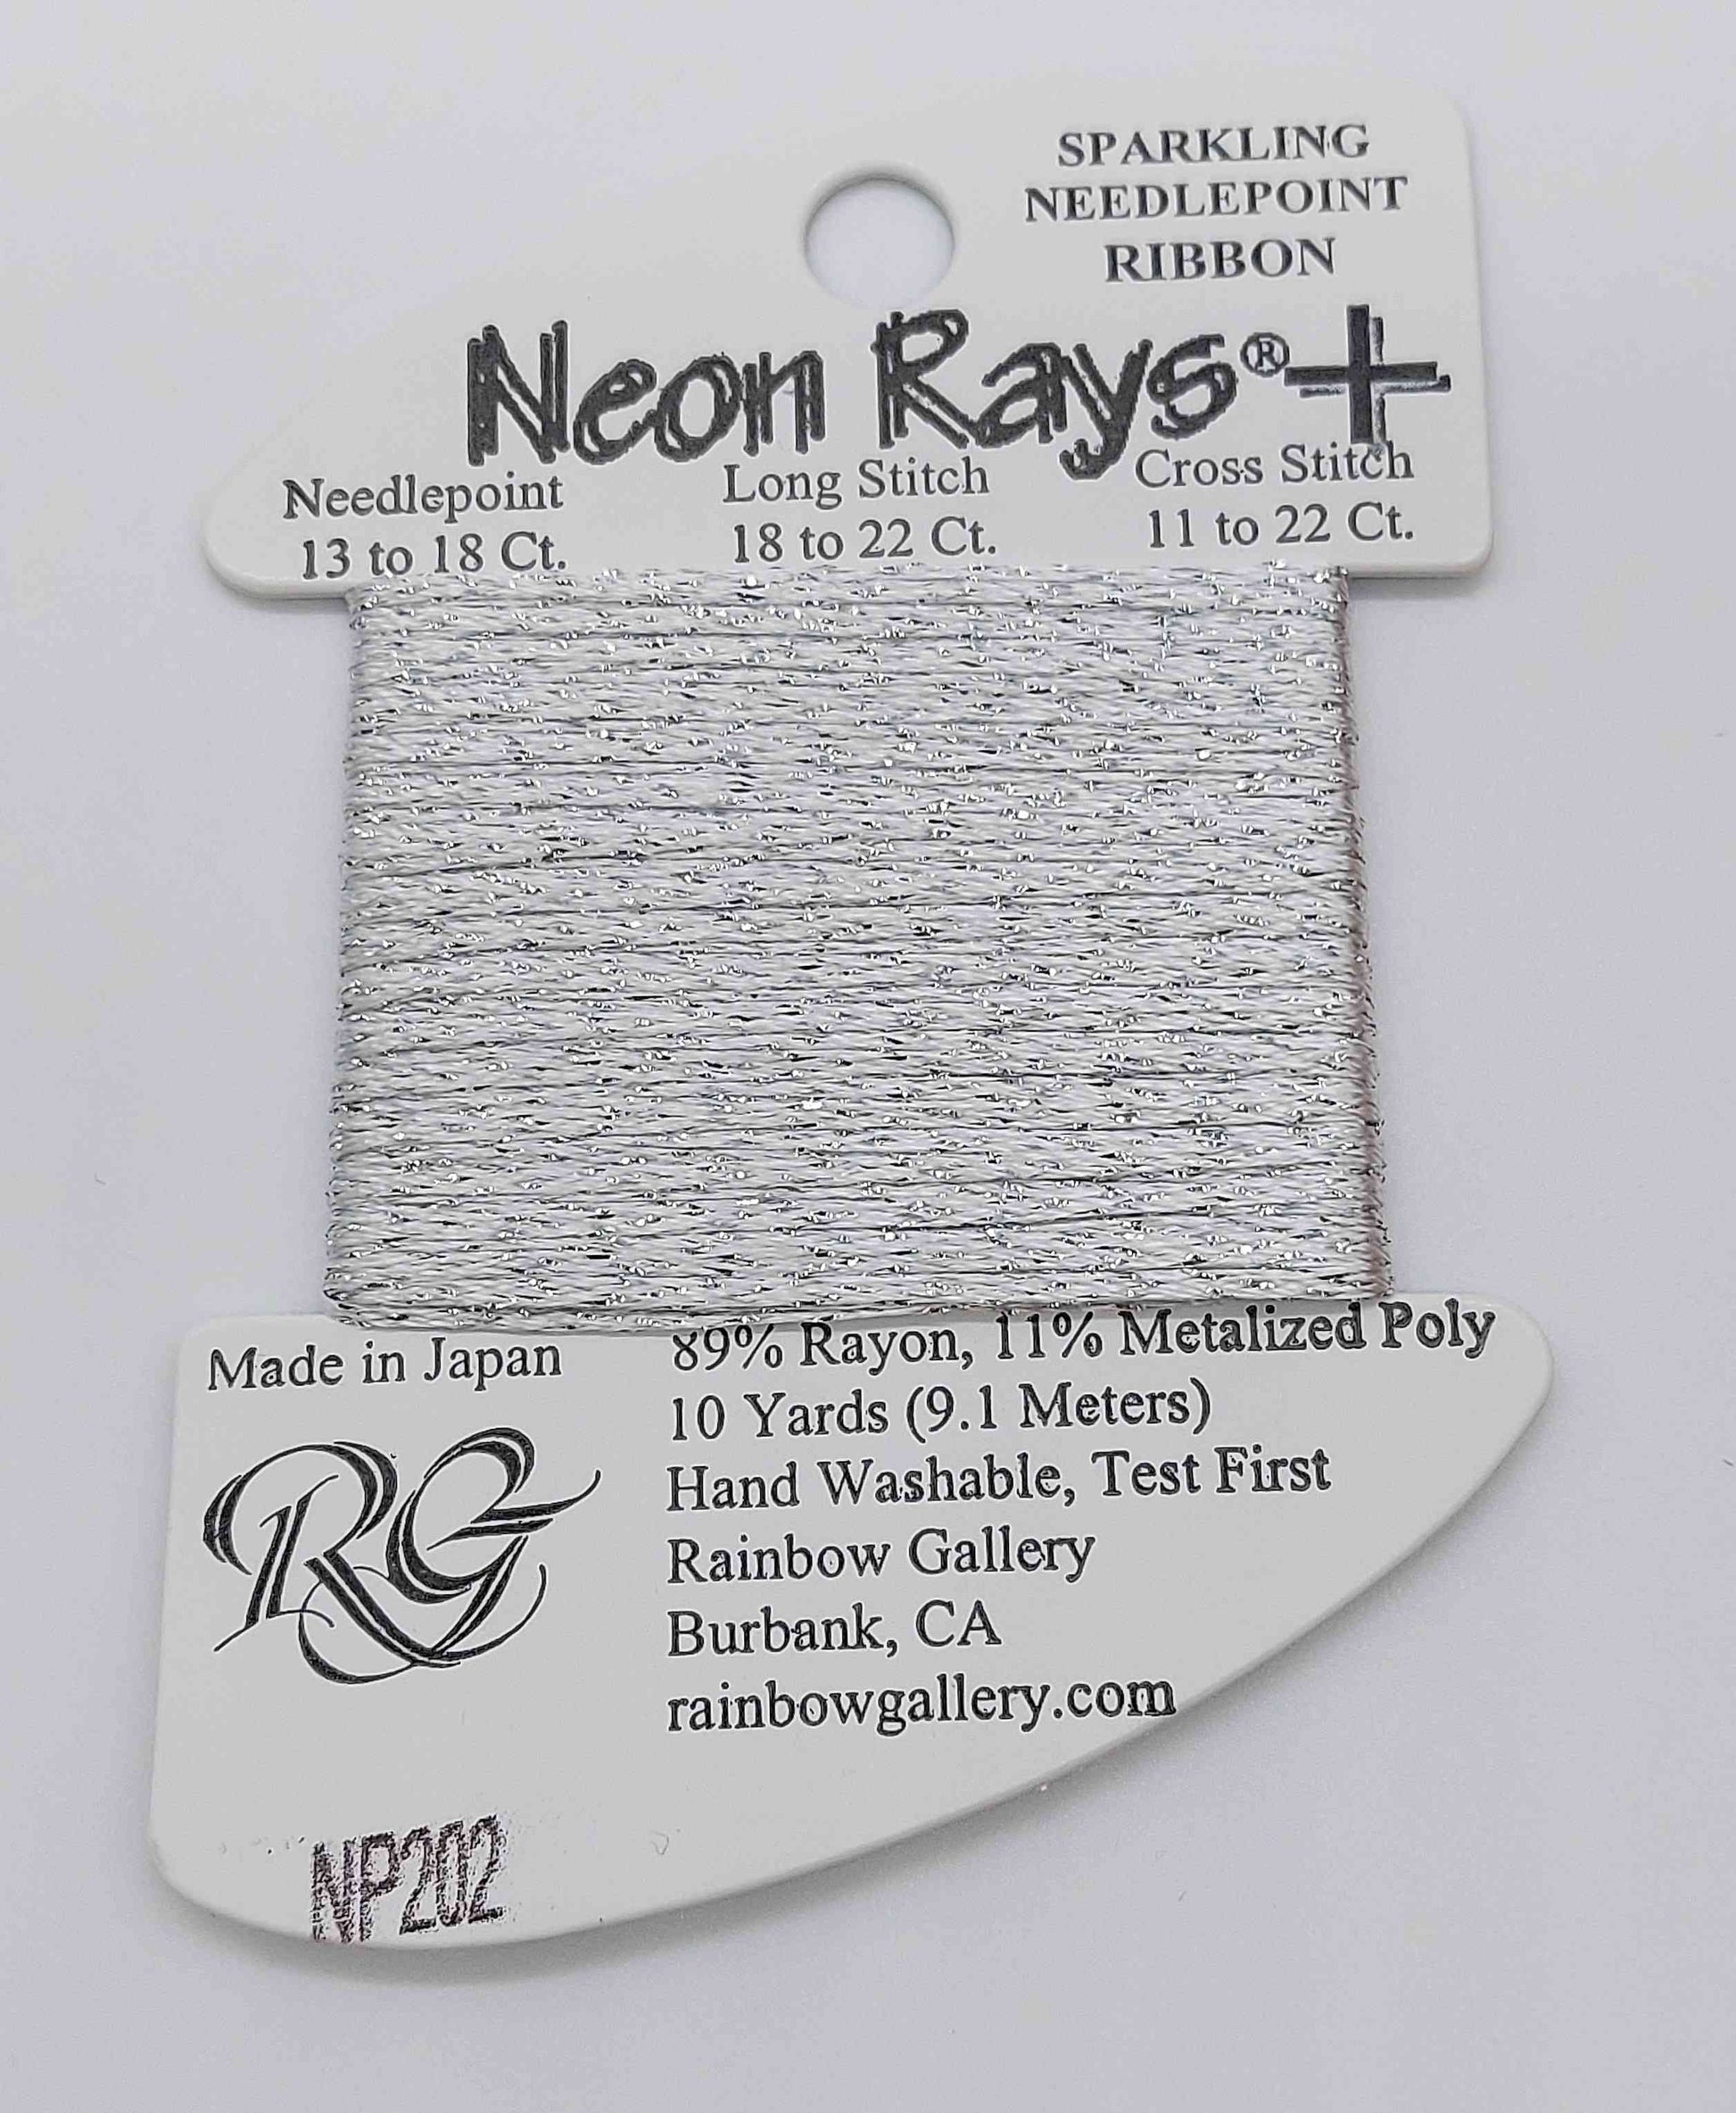 SPARKLING
NEEDLEPOINT
RIBBON
Neon Rays®+
Needlepoint
13 to 18 Ct.
Long Stitch
18 to 22 Ct.
Cross Stitch
11 to 22 Ct.
Made in Japan
RG
89% Rayon, 11% Metalized Poly
10 Yards (9.1 Meters)
Hand Washable, Test First
Rainbow Gallery
Burbank, CA
rainbowgallery.com
NP202